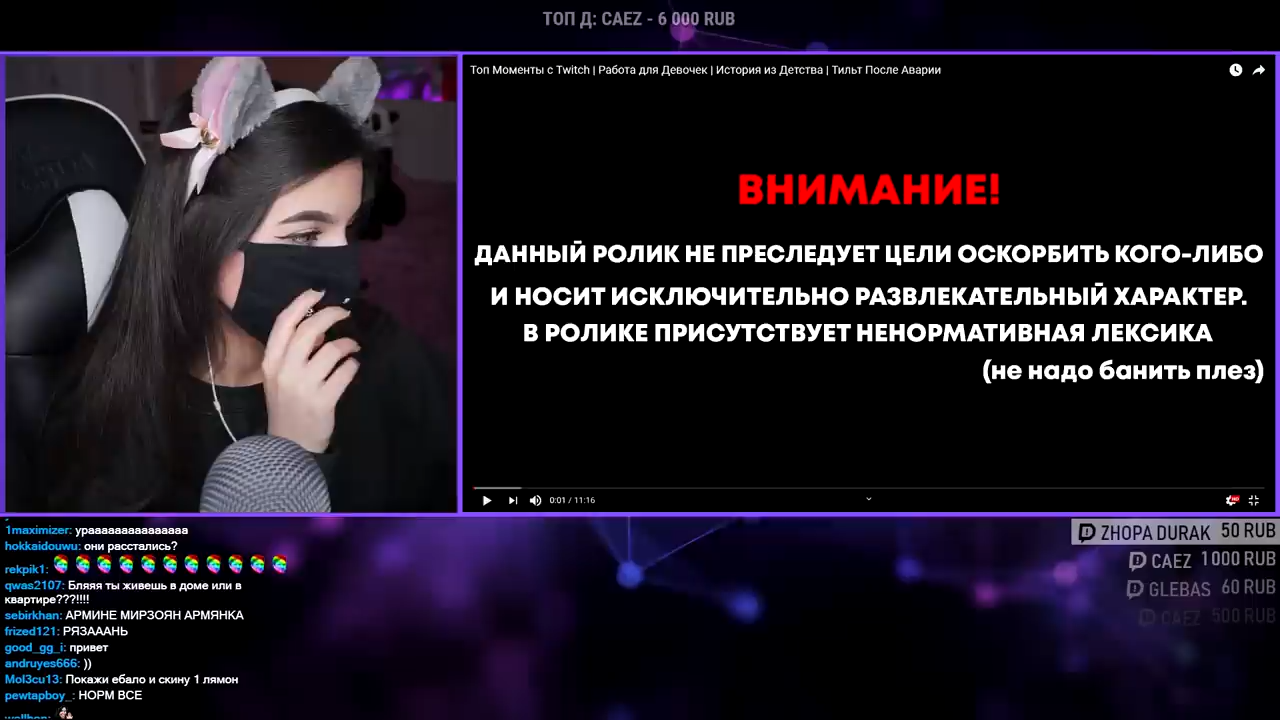 ТОП Д: CAEZ - 6 000 RUB
Топ Моменты с Twitch | Работа для Девочек | История из Детства | Тильт После Аварии
ВНИМАНИЕ!
ДАННЫЙ РОЛИК НЕ ПРЕСЛЕДУЕТ ЦЕЛИ ОСКОРБИТЬ КОГО-ЛИБО
И НОСИТ ИСКЛЮЧИТЕЛЬНО РАЗВЛЕКАТЕЛЬНЫЙ ХАРАКТЕР.
В РОЛИКЕ ПРИСУТСТВУЕТ НЕНОРМАТИВНАЯ ЛЕКСИКА
(не надо банить плез)
0:01 / 11:16
HD
1maximizer: ураааааааааааааааа
hokkaidouwu: они расстались?
rekpik1:
qwas2107: Бляяя ты живешь в доме или в
квартире???!!!!
sebirkhan: АРМИНЕ МИРЗОЯН АРМЯНКА
frized121: РЯЗАААНЬ
good_gg_i: привет
andruyes666: ))
Mol3cu13: Покажи ебало и скину 1 лямон
pewtapboy_: НОРМ ВСЕ
ZHOPA DURAK 50 RUB
CAEZ 1 000 RUB
GLEBAS 60 RUB
CAEZ 500 RUB